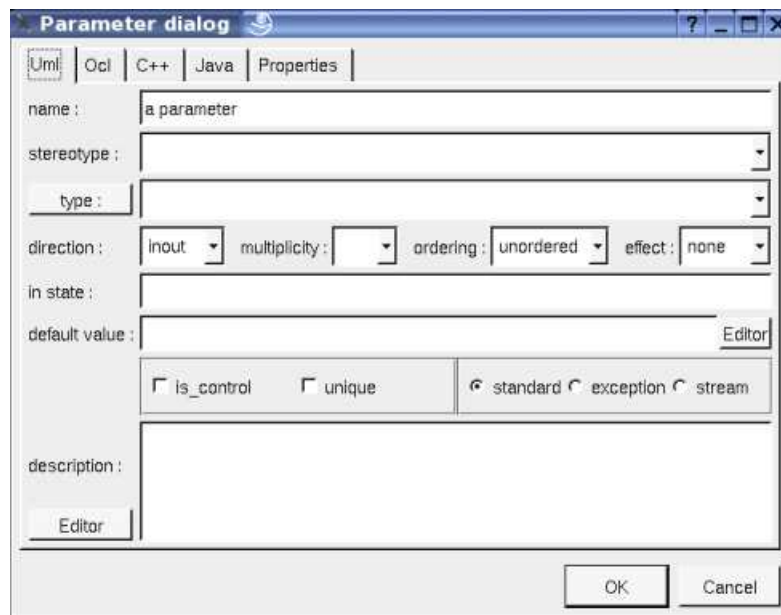 Parameter dialog ?
Uml Ocl C++ Java Properties
name : a parameter
stereotype :
type :
direction : inout multiplicity : ordering : unordered effect : none
in state :
default value : Editor
is_control unique standard exception stream
description :
Editor
OK Cancel